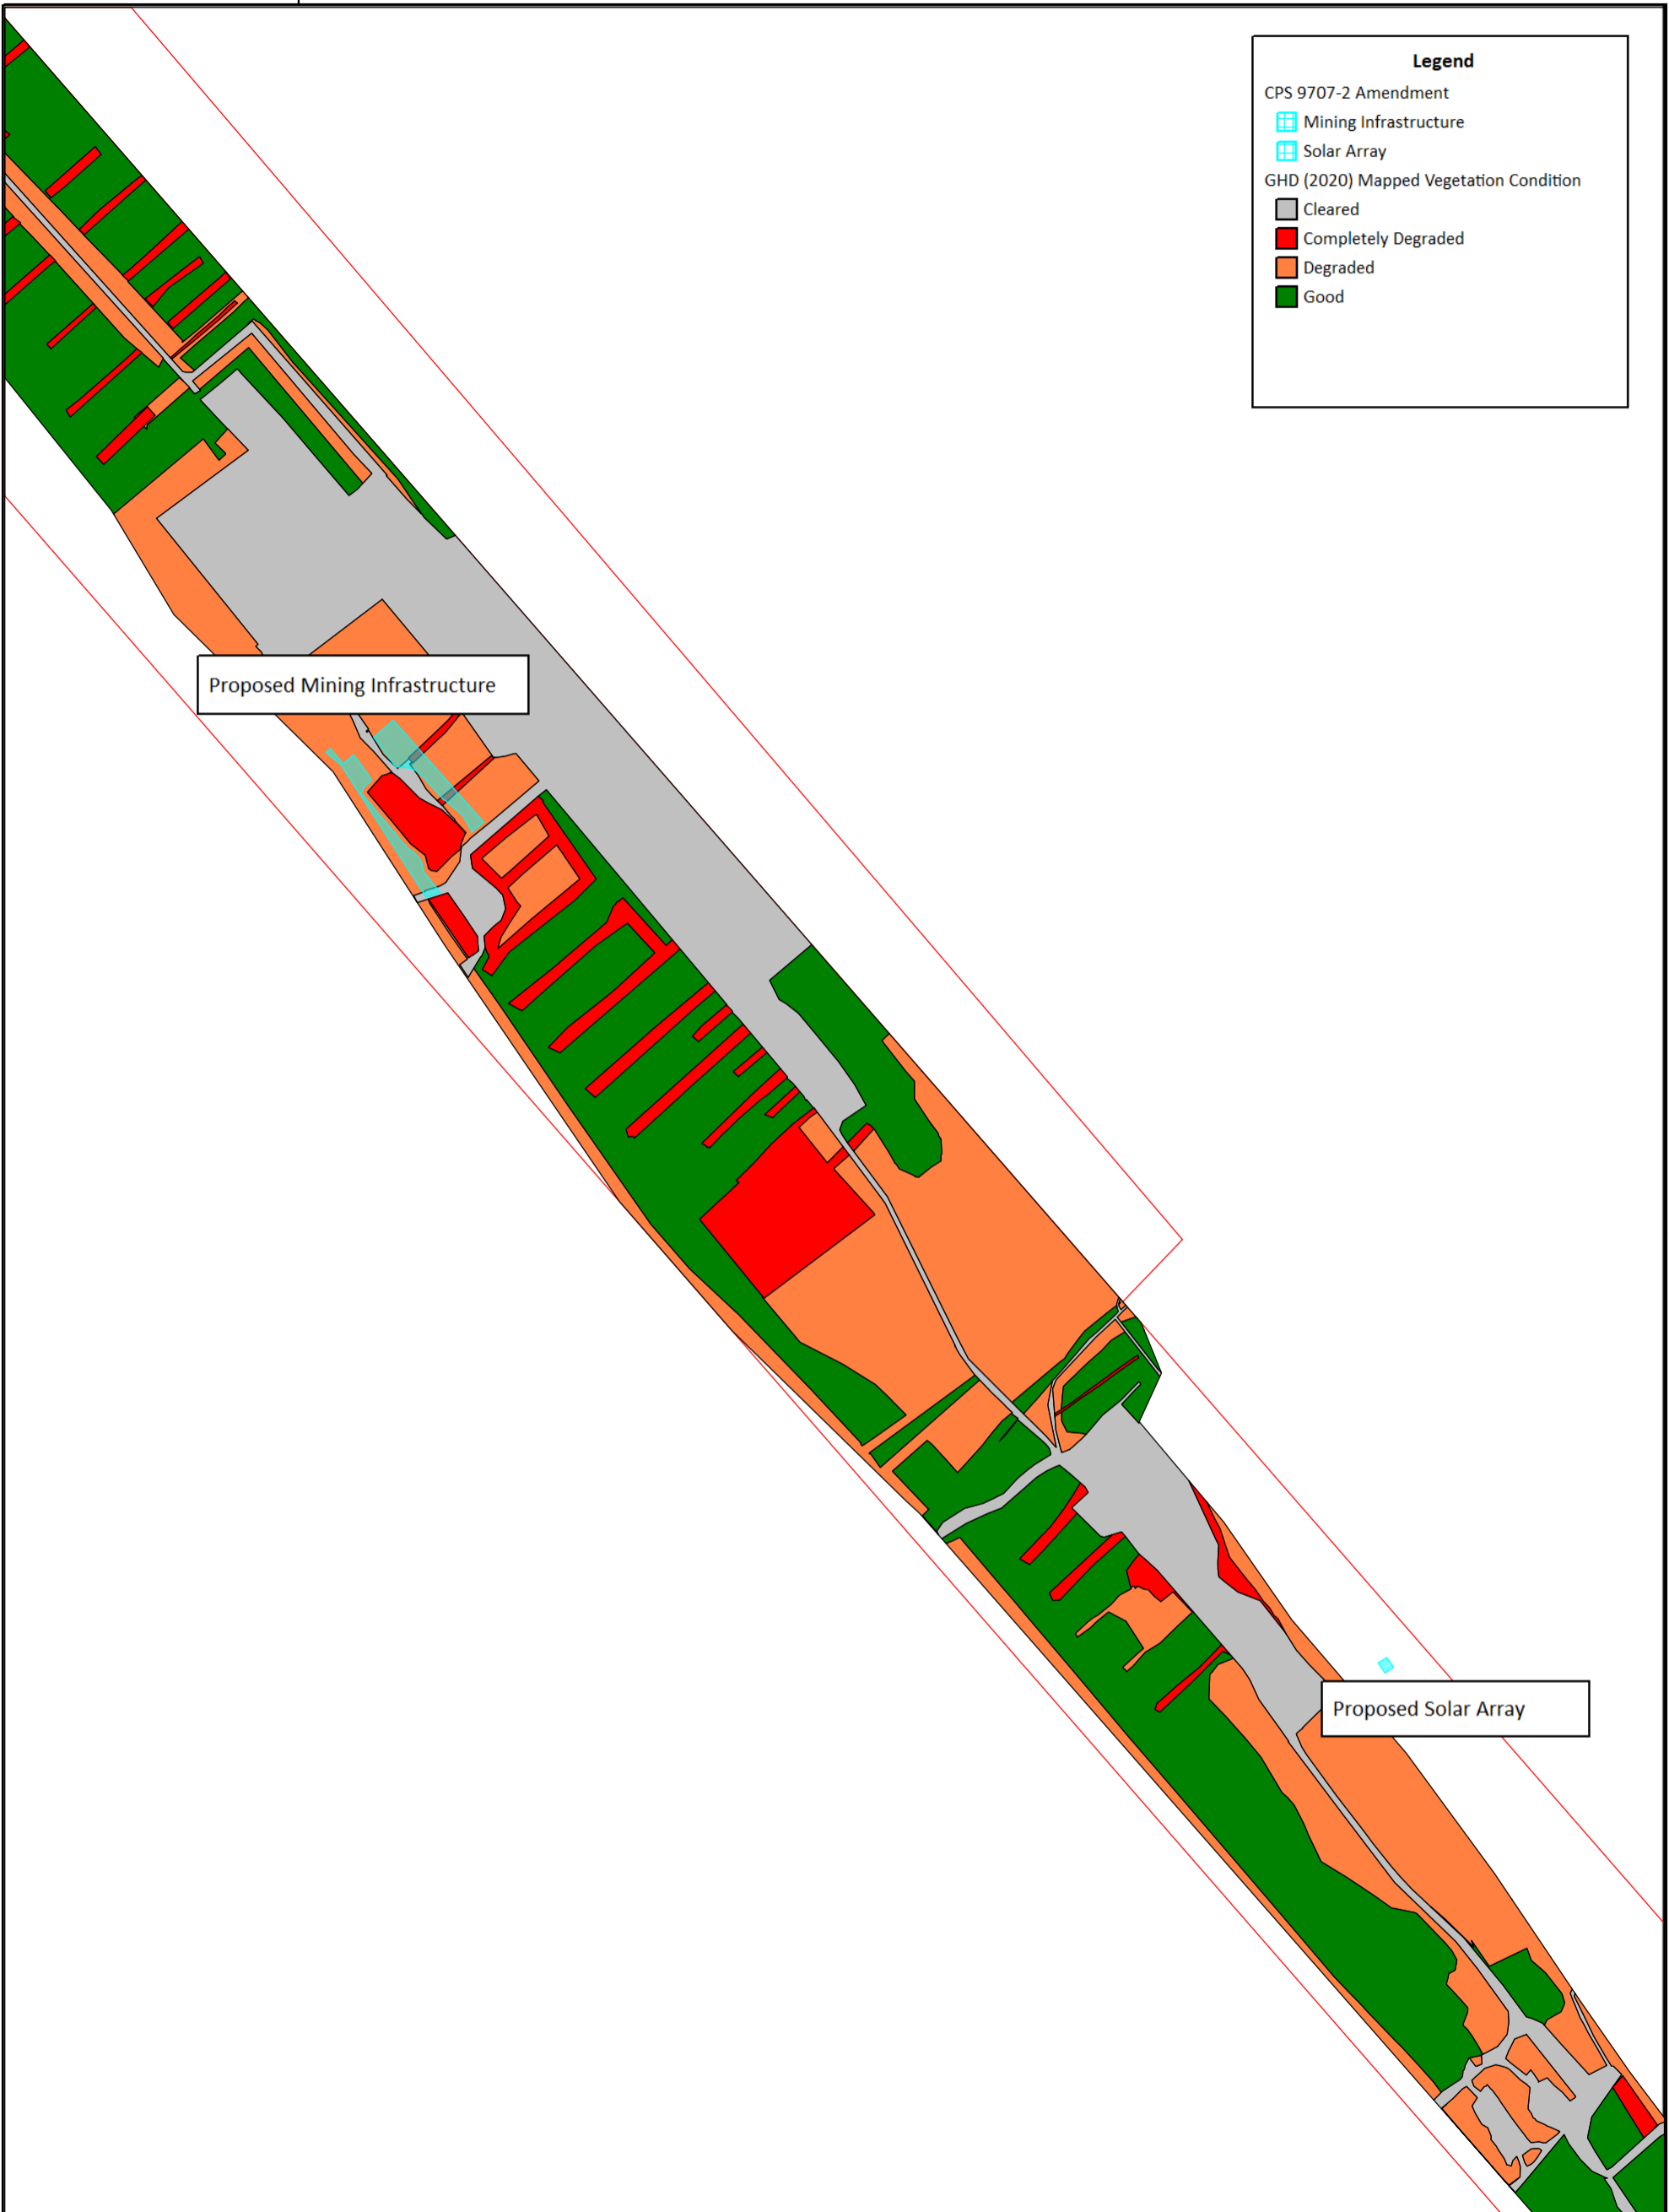 Legend
CPS 9707-2 Amendment
Mining Infrastructure
Solar Array
GHD (2020) Mapped Vegetation Condition
Cleared
Completely Degraded
Degraded
Good
Proposed Mining Infrastructure
Proposed Solar Array